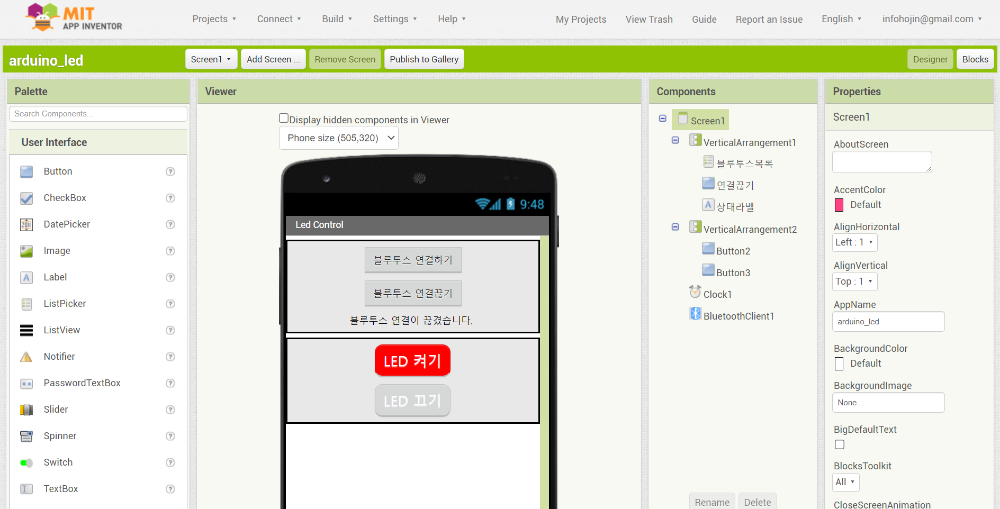 MIT
APP INVENTOR
Projects
Connect
Build
Settings
Help
My Projects
View Trash
Guide
Report an Issue
English
infohojin@gmail.com
arduino_led
Screen1
Add Screen ...
Remove Screen
Publish to Gallery
Designer
Blocks
Palette
Search Components...
User Interface
Button
CheckBox
2011
DatePicker
Image
A
Label
ListPicker
ListView
Notifier
PasswordTextBox
Slider
Spinner
Switch
TextBox
Viewer
Display hidden components in Viewer
Phone size (505,320)
9:48
Led Control
블루투스 연결하기
블루투스 연결끊기
블루투스 연결이 끊겼습니다.
LED 켜기
LED 끄기
Components
Screen1
VerticalArrangement1
블루투스목록
연결끊기
A 상태라벨
VerticalArrangement2
Button2
Button3
Clock1
BluetoothClient1
Rename
Delete
Properties
Screen1
AboutScreen
AccentColor
Default
AlignHorizontal
Left : 1
AlignVertical
Top : 1
AppName
arduino_led
BackgroundColor
Default
BackgroundImage
None...
BigDefaultText
BlocksToolkit
All
CloseScreenAnimation